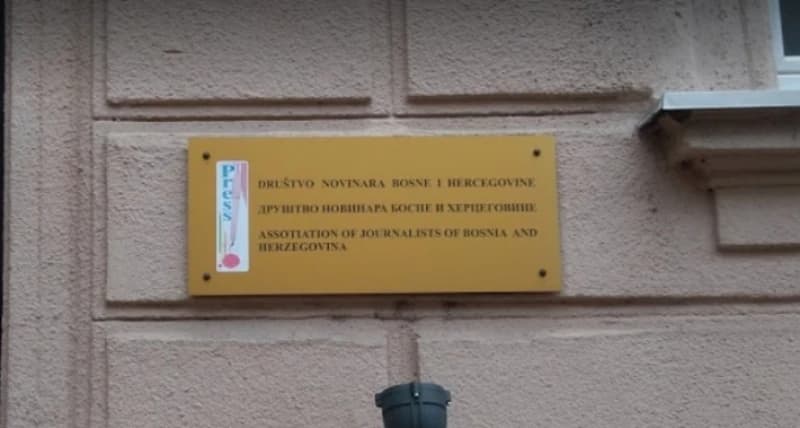 Press
DRUŠTVO NOVINARA BOSNE I HERCEGOVINE
ДРУШТВО НОВИНАРА БОСНЕ И ХЕРЦЕГОВИНЕ
ASSOTIATION OF JOURNALISTS OF BOSNIA AND
HERZEGOVINA